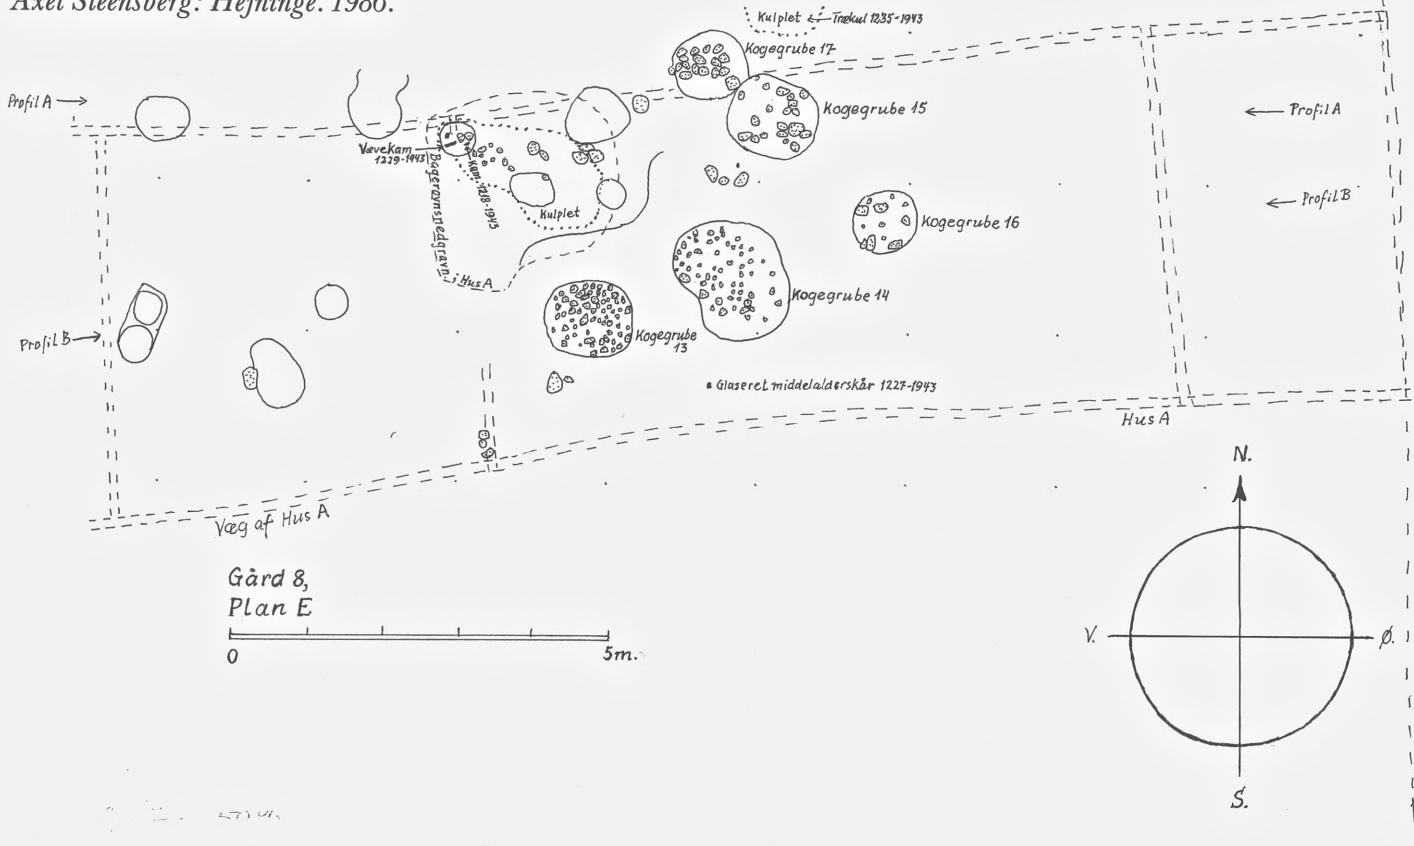 Axel Steensberg: Hejninge. 1986.
Kulplet Trækul 1235-1943
Kogegrube 17
Profil A
Kogegrube 15
Profil A
Vævekam
1229-1943
Kam 1218-1943
Bageravnsnedgravn.
i Hus A
Kulplet
Profil B
Kogegrube 16
Kogegrube 14
Profil B
Kogegrube
13
Glaseret middelalderskår 1227-1943
Hus A
Væg af Hus A
N.
V.
Ø.
S.
Gård 8,
Plan E
0
5m.